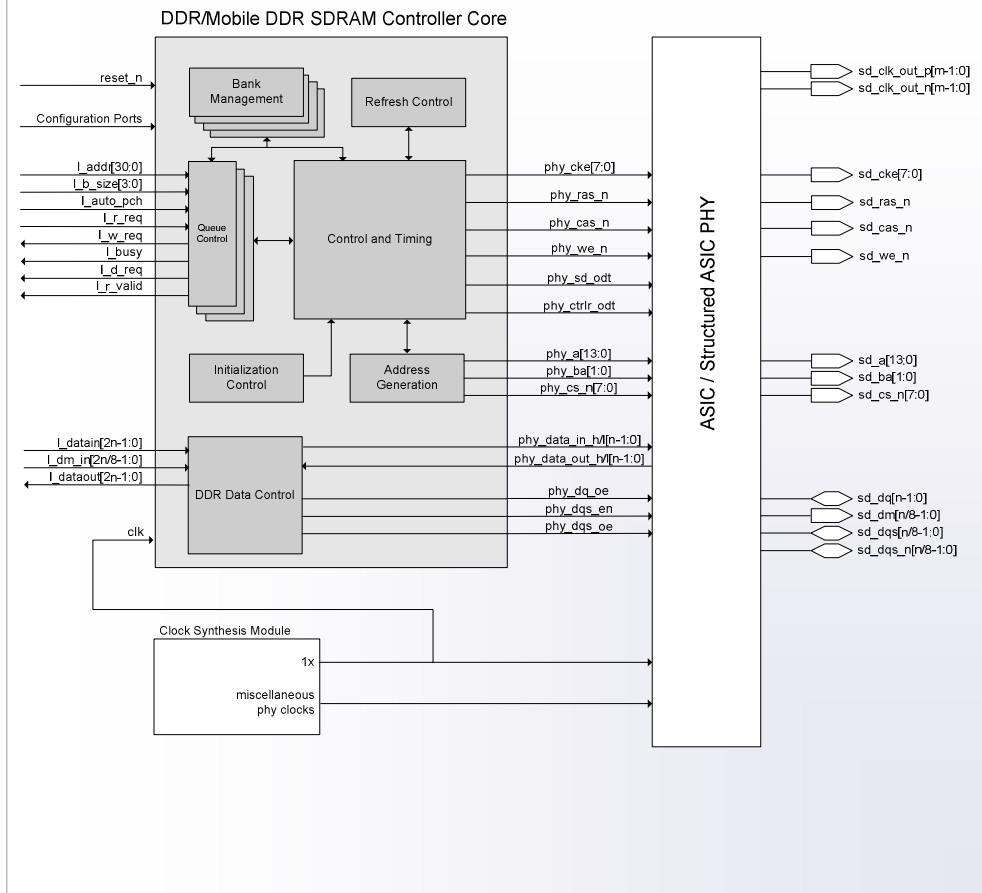 DDR/Mobile DDR SDRAM Controller Core
reset_n
Configuration Ports
l_addr[30:0]
l_b_size[3:0]
l_auto_pch
l_r_req
l_w_req
l_busy
l_d_req
l_r_valid
Bank
Management
Refresh Control
Queue
Control
Control and Timing
Initialization
Control
Address
Generation
phy_cke[7:0]
phy_ras_n
phy_cas_n
phy_we_n
phy_sd_odt
phy_ctrlr_odt
phy_a[13:0]
phy_ba[1:0]
phy_cs_n[7:0]
l_datain[2n-1:0]
l_dm_in[2n/8-1:0]
l_dataout[2n-1:0]
DDR Data Control
phy_data_in_h/l[n-1:0]
phy_data_out_h/l[n-1:0]
phy_dq_oe
phy_dqs_en
phy_dqs_oe
clk
Clock Synthesis Module
1x
miscellaneous
phy clocks
ASIC / Structured ASIC PHY
sd_clk_out_p[m-1:0]
sd_clk_out_n[m-1:0]
sd_cke[7:0]
sd_ras_n
sd_cas_n
sd_we_n
sd_a[13:0]
sd_ba[1:0]
sd_cs_n[7:0]
sd_dq[n-1:0]
sd_dm[n/8-1:0]
sd_dqs[n/8-1:0]
sd_dqs_n[n/8-1:0]